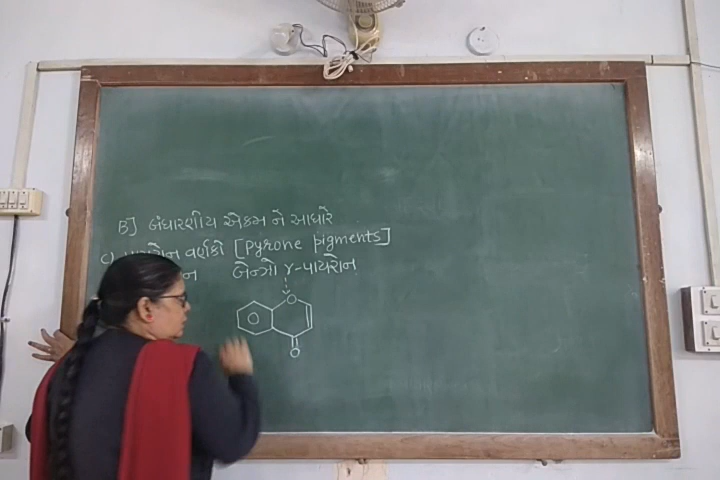 B] બંધારણીય એકમ ને આધારે
c) વર્ણકો [Pyrone pigments]
બેન્ઝો γ-પાયરોન
O
O
O